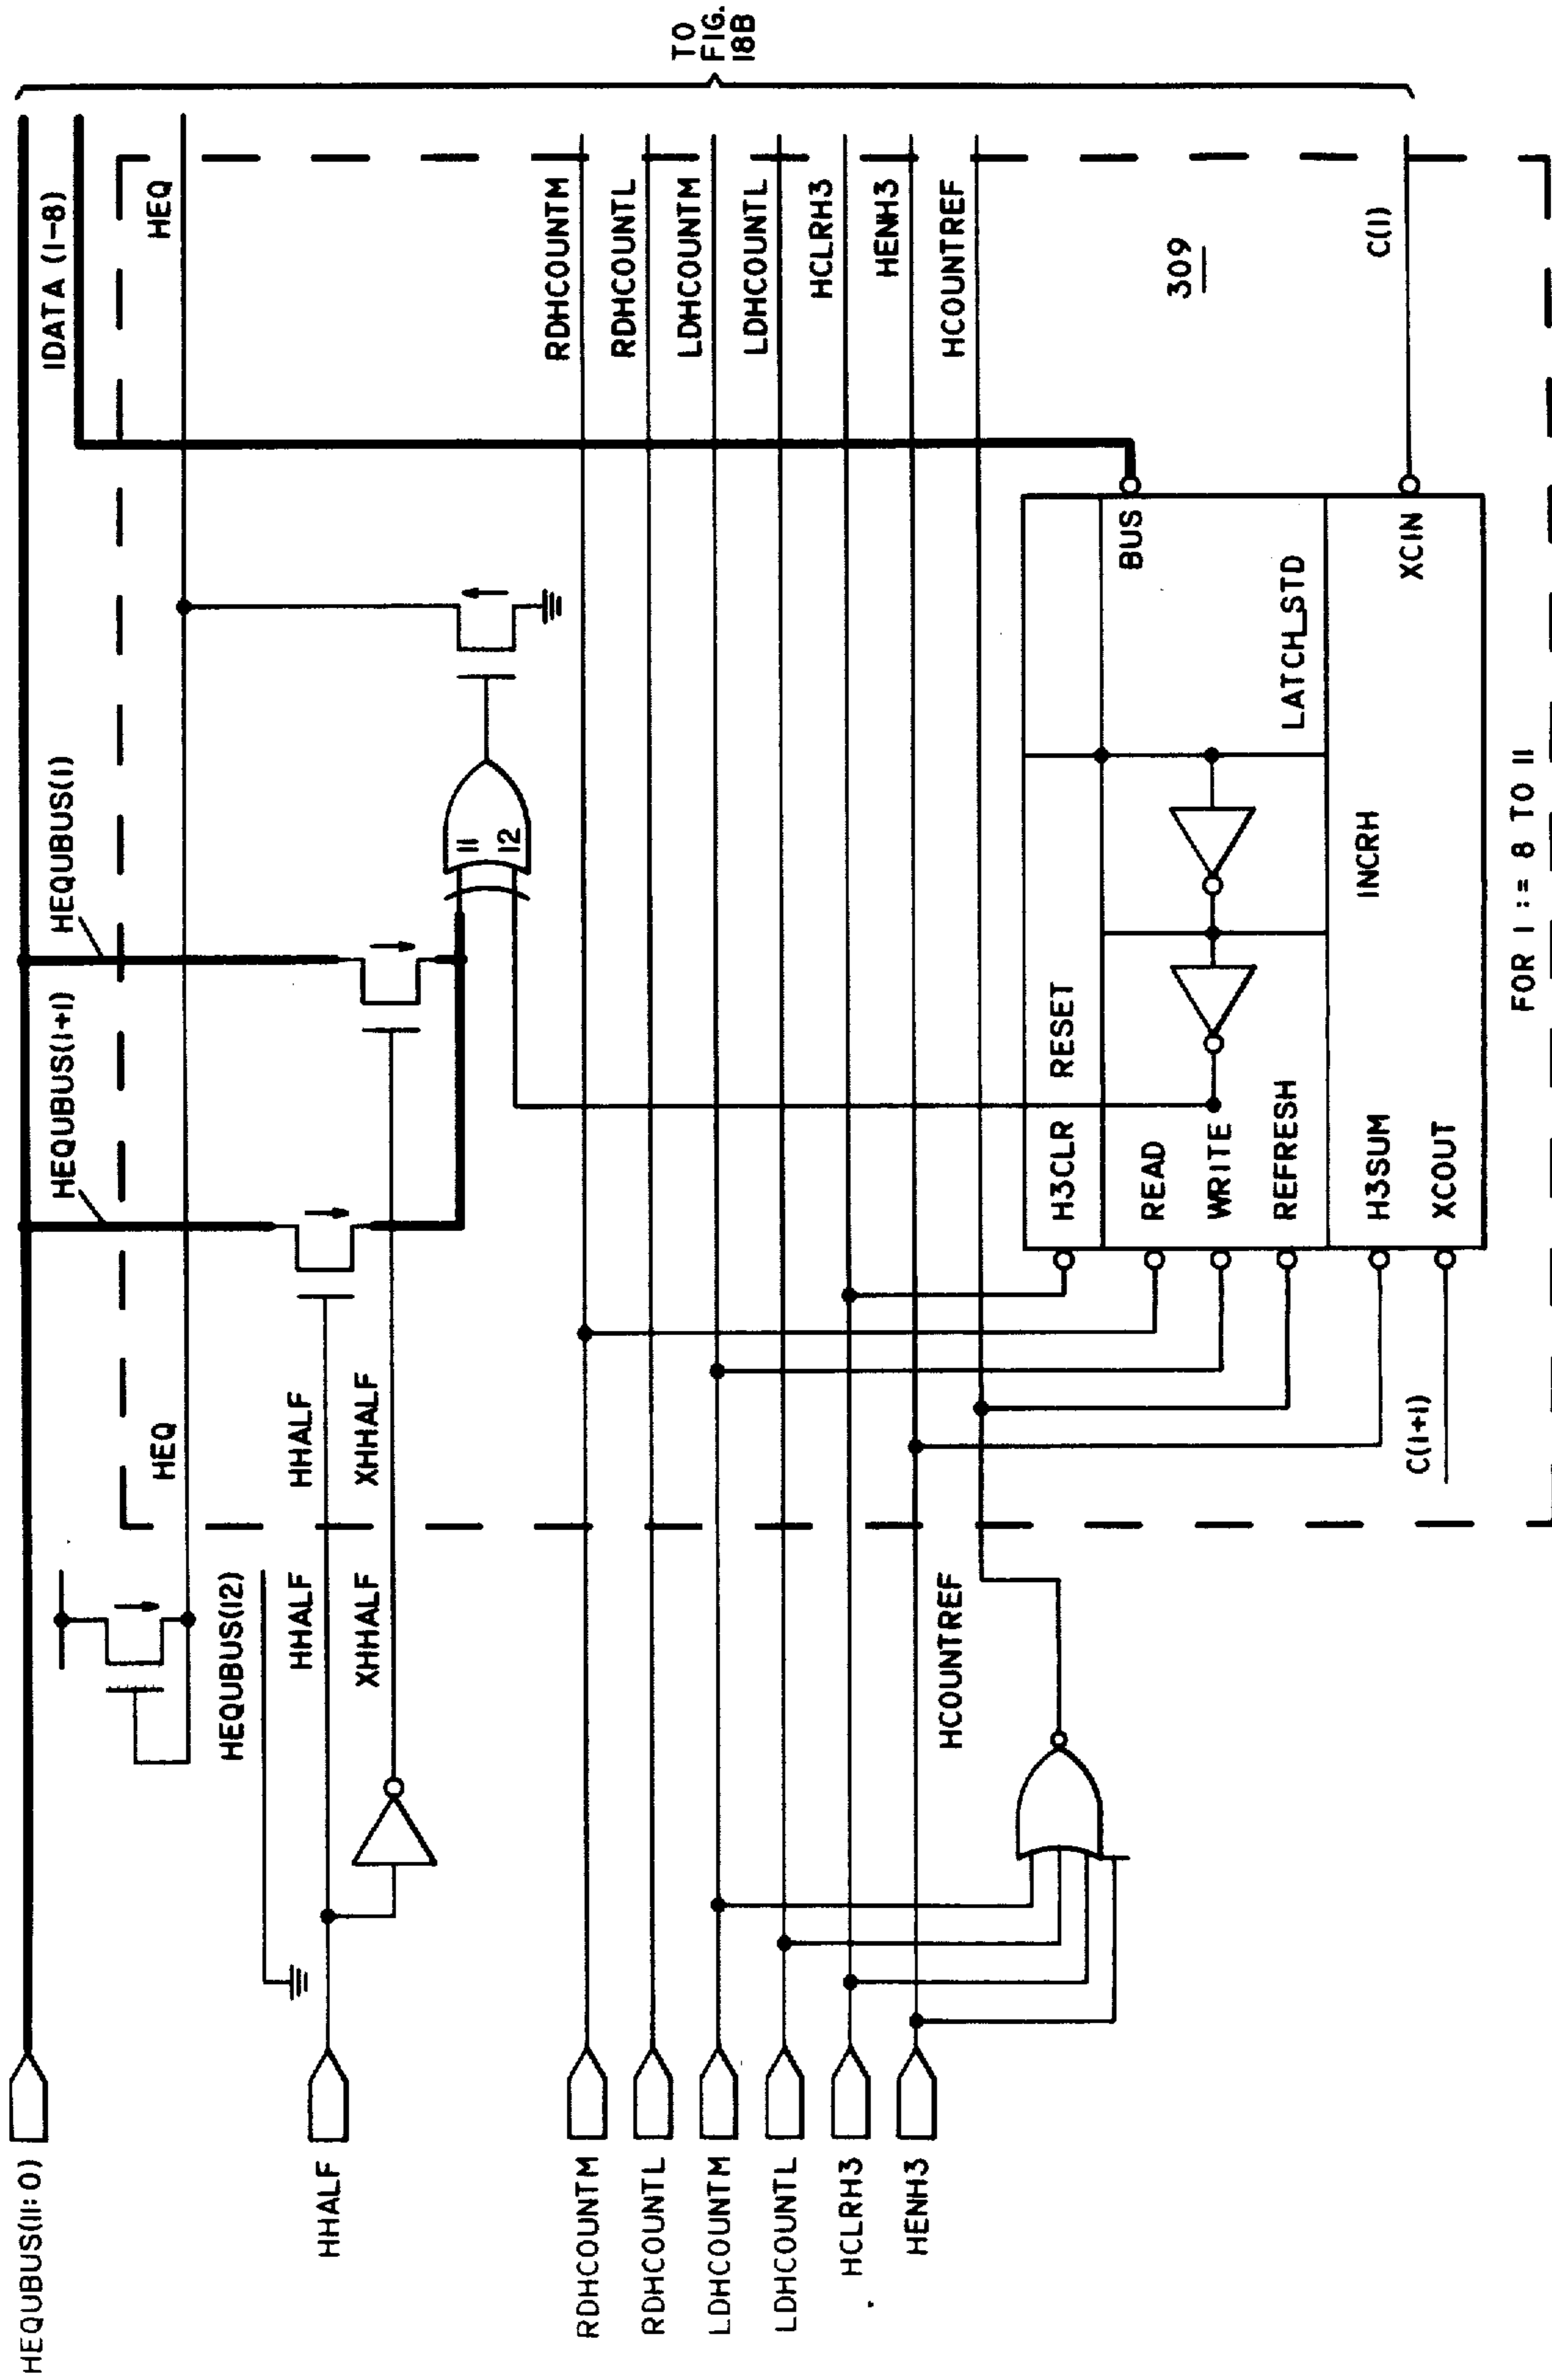 HEQUBUS(11:0)
HHALF
RDHCOUNTM
RDHCOUNTL
LDHCOUNTM
LDHCOUNTL
HCLRH3
HENH3
HEQUBUS(12)
HHALF
XHHALF
HCOUNTREF
HEQ
HHALF
XHHALF
HEQUBUS(I+1)
HEQUBUS(I)
I1
I2
IDATA (I-8)
HEQ
RDHCOUNTM
RDHCOUNTL
LDHCOUNTM
LDHCOUNTL
HCLRH3
HENH3
HCOUNTREF
309
C(I)
C(I+1)
H3CLR RESET
READ
WRITE
REFRESH
H3SUM
XCOUT
BUS
LATCH_STD
INCRH
XCIN
FOR I := 8 TO 11
TO
FIG.
18B